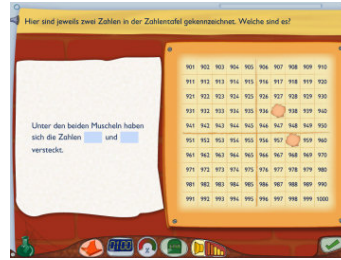 Hier sind jeweils zwei Zahlen in der Zahlentafel gekennzeichnet. Welche sind es?
Unter den beiden Muscheln haben
sich die Zahlen und
versteckt.
901 902 903 904 905 906 907 908 909 910
911 912 913 914 915 916 917 918 919 920
921 922 923 924 925 926 927 928 929 930
931 932 933 934 935 936 938 939 940
941 942 943 944 945 946 947 948 949 950
951 952 953 954 955 956 957 959 960
961 962 963 964 965 966 967 968 969 970
971 972 973 974 975 976 977 978 979 980
981 982 983 984 985 986 987 988 989 990
991 992 993 994 995 996 997 998 999 1000
0100